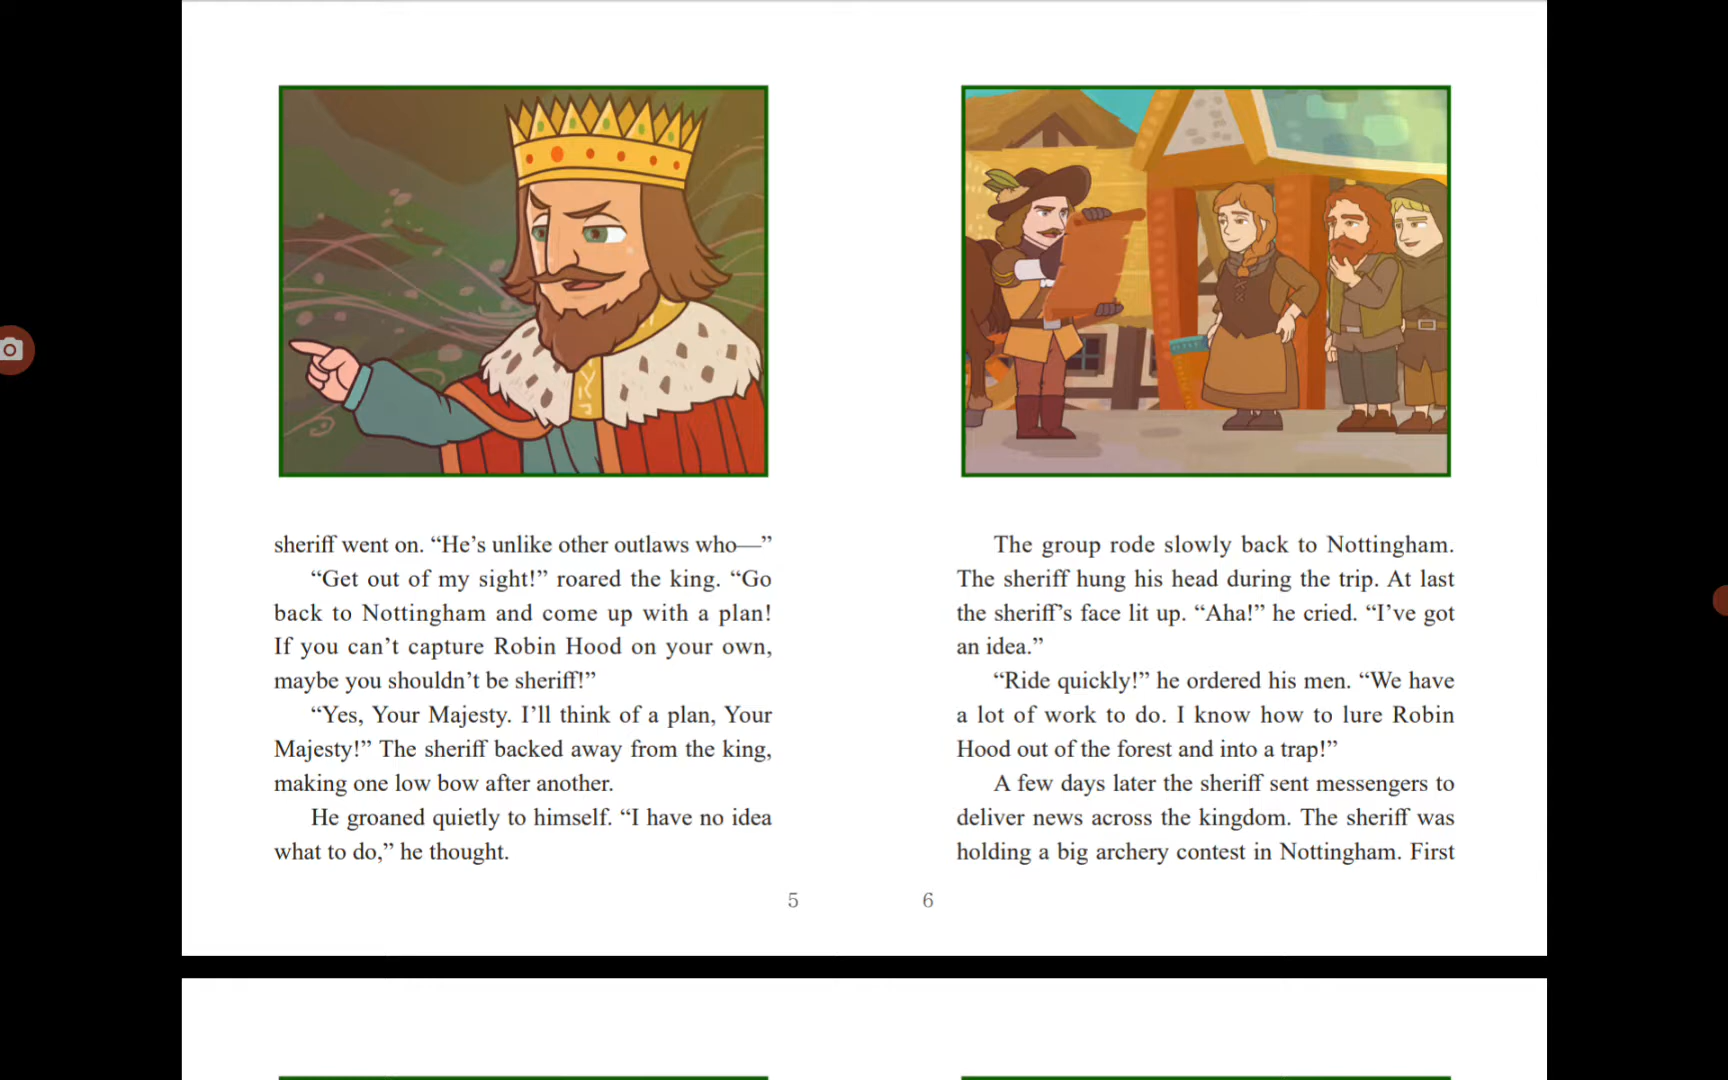 sheriff went on. “He’s unlike other outlaws who—”
“Get out of my sight!” roared the king. “Go
back to Nottingham and come up with a plan!
If you can’t capture Robin Hood on your own,
maybe you shouldn’t be sheriff!”
“Yes, Your Majesty. I’ll think of a plan, Your
Majesty!” The sheriff backed away from the king,
making one low bow after another.
He groaned quietly to himself. “I have no idea
what to do,” he thought.
5
The group rode slowly back to Nottingham.
The sheriff hung his head during the trip. At last
the sheriff’s face lit up. “Aha!” he cried. “I’ve got
an idea.”
“Ride quickly!” he ordered his men. “We have
a lot of work to do. I know how to lure Robin
Hood out of the forest and into a trap!”
A few days later the sheriff sent messengers to
deliver news across the kingdom. The sheriff was
holding a big archery contest in Nottingham. First
6